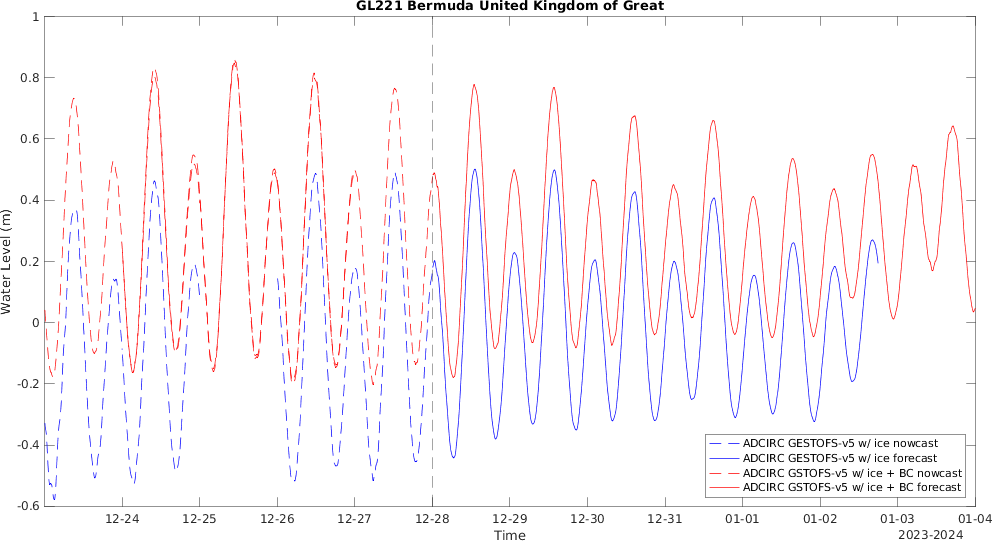 GL221 Bermuda United Kingdom of Great
1
0.8
0.6
0.4
0.2
0
-0.2
-0.4
-0.6
Water Level (m)
ADCIRC GESTOFS-v5 w/ ice nowcast
ADCIRC GESTOFS-v5 w/ ice forecast
ADCIRC GSTOFS-v5 w/ ice + BC nowcast
ADCIRC GSTOFS-v5 w/ ice + BC forecast
12-24 12-25 12-26 12-27 12-28 12-29 12-30 12-31 01-01 01-02 01-03 01-04
Time
2023-2024